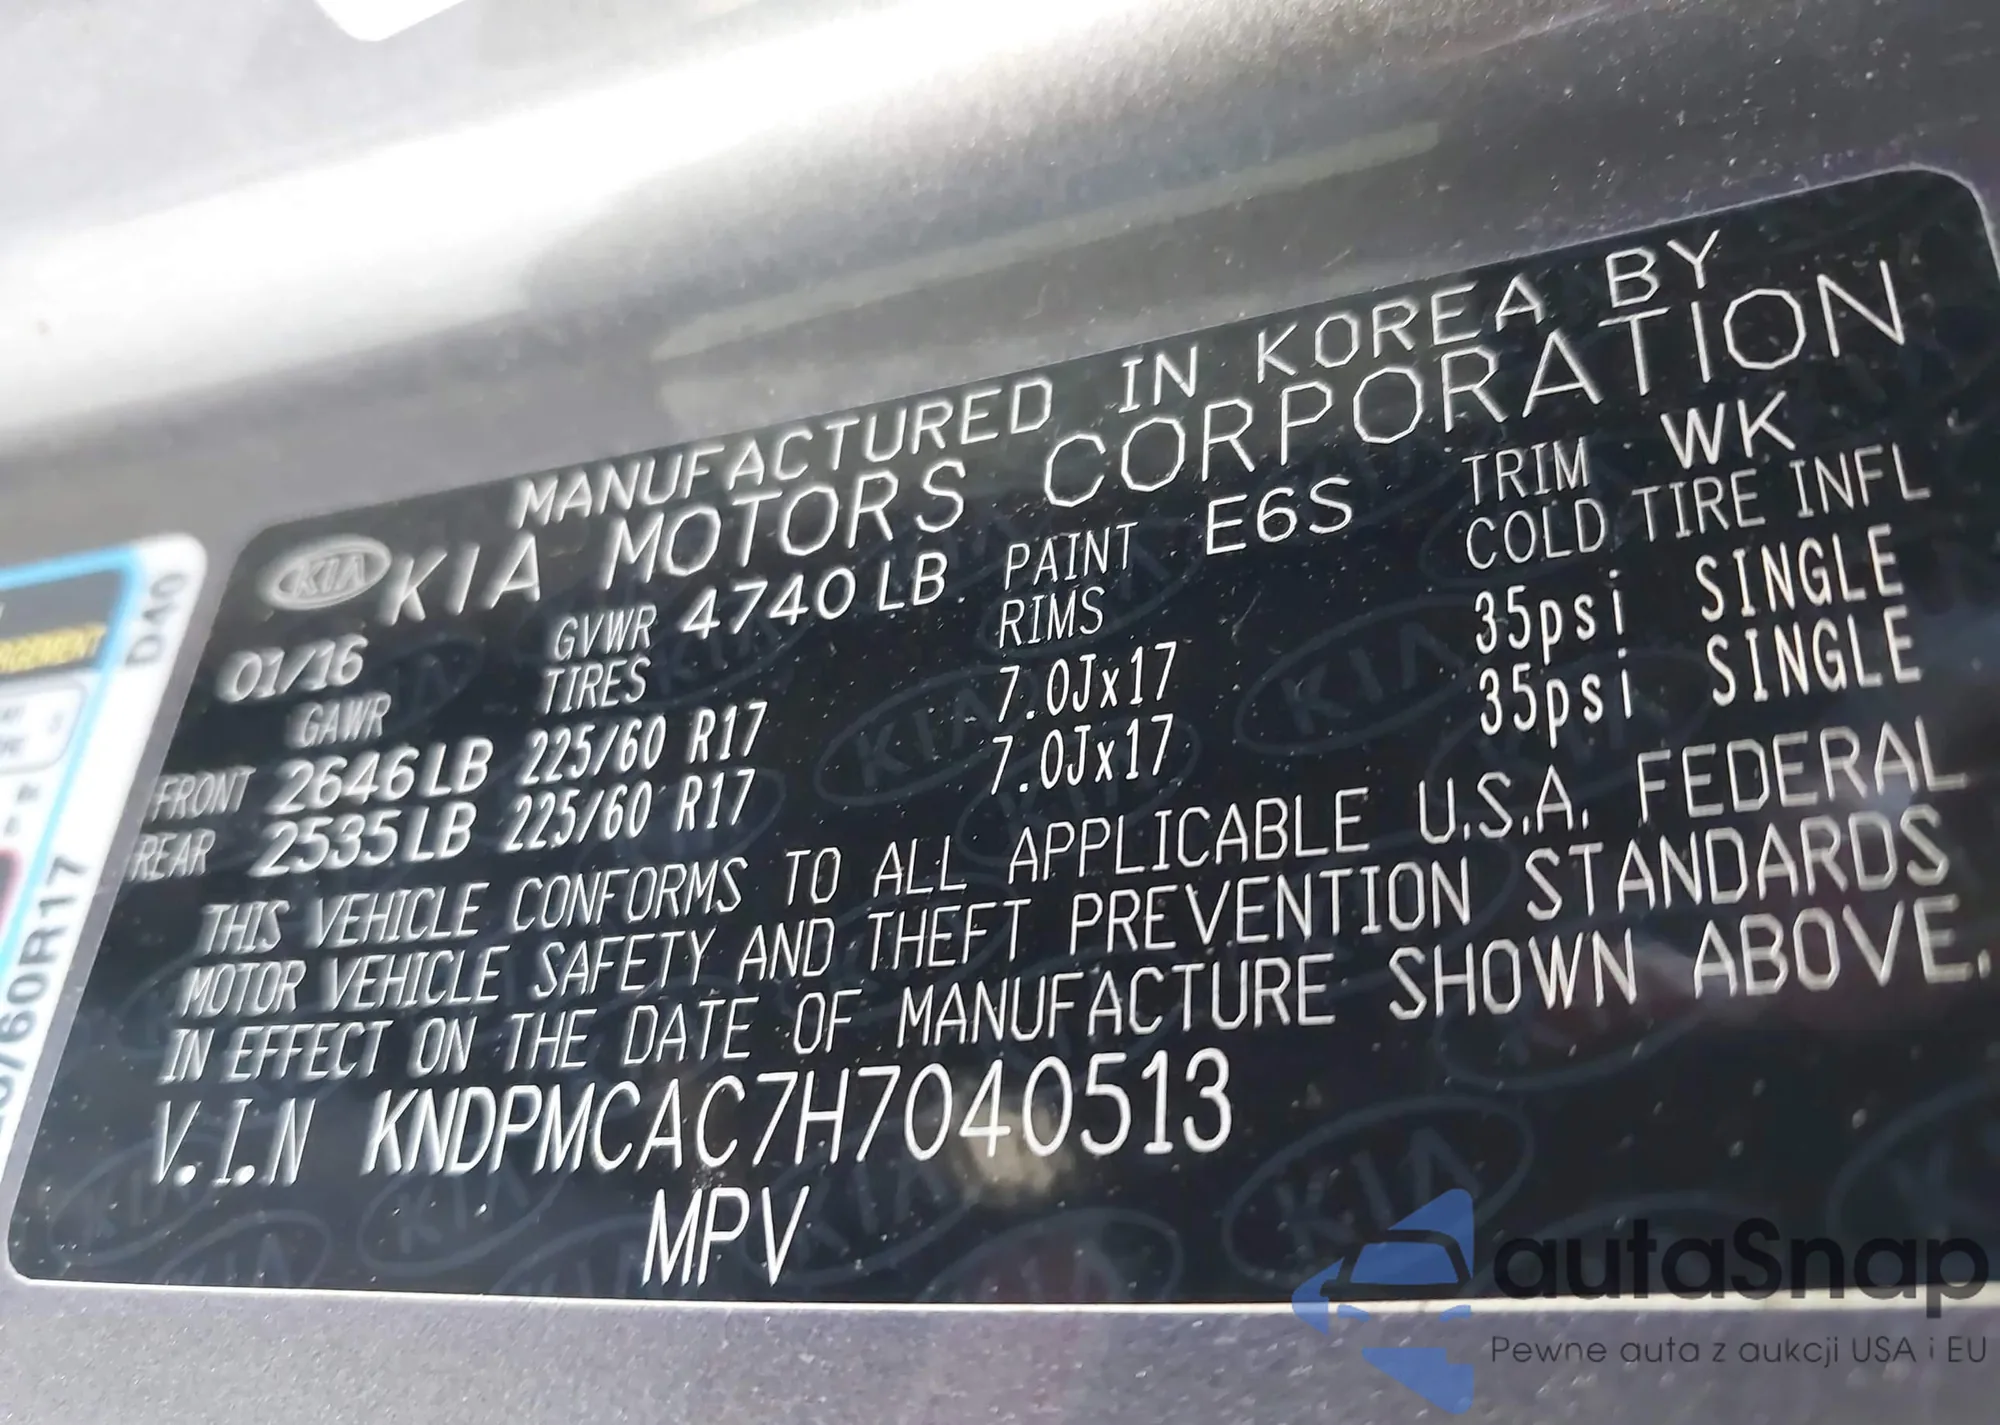 MANUFACTURED IN KOREA BY
KIA KIA MOTORS CORPORATION
01/16 GVWR 4740LB PAINT E6S TRIM WK
GAWR TIRES RIMS COLD TIRE INFL
FRONT 2646LB 225/60 R17 7.0Jx17 35psi SINGLE
REAR 2535LB 225/60 R17 7.0Jx17 35psi SINGLE
THIS VEHICLE CONFORMS TO ALL APPLICABLE U.S.A. FEDERAL
MOTOR VEHICLE SAFETY AND THEFT PREVENTION STANDARDS
IN EFFECT ON THE DATE OF MANUFACTURE SHOWN ABOVE.
V.I.N KNDPMCAC7H7040513
MPV
D40
/60R17
autaSnap
Pewne auta z aukcji USA i EU